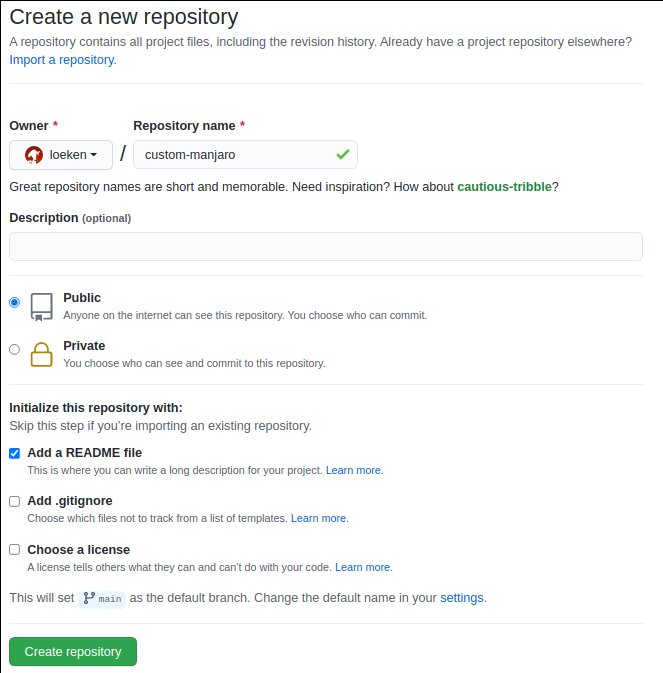 Create a new repository
A repository contains all project files, including the revision history. Already have a project repository elsewhere?
Import a repository.
Owner * Repository name *
loeken / custom-manjaro
Great repository names are short and memorable. Need inspiration? How about cautious-tribble?
Description (optional)
Public
Anyone on the internet can see this repository. You choose who can commit.
Private
You choose who can see and commit to this repository.
Initialize this repository with:
Skip this step if you're importing an existing repository.
Add a README file
This is where you can write a long description for your project. Learn more.
Add .gitignore
Choose which files not to track from a list of templates. Learn more.
Choose a license
A license tells others what they can and can't do with your code. Learn more.
This will set main as the default branch. Change the default name in your settings.
Create repository